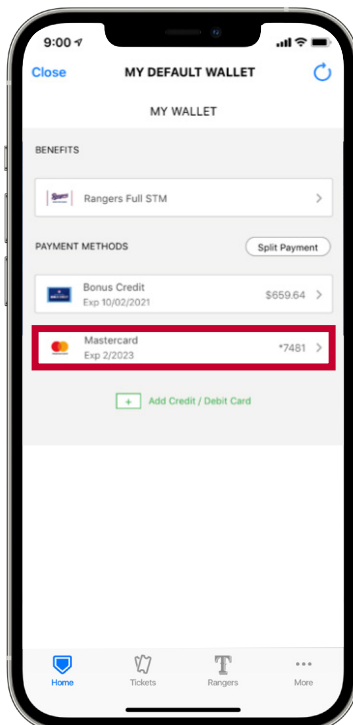 9:00
Close MY DEFAULT WALLET
MY WALLET
BENEFITS
Rangers Full STM
PAYMENT METHODS Split Payment
Bonus Credit
Exp 10/02/2021
$659.64
Mastercard
Exp 2/2023
*7481
+ Add Credit / Debit Card
Home Tickets Rangers More